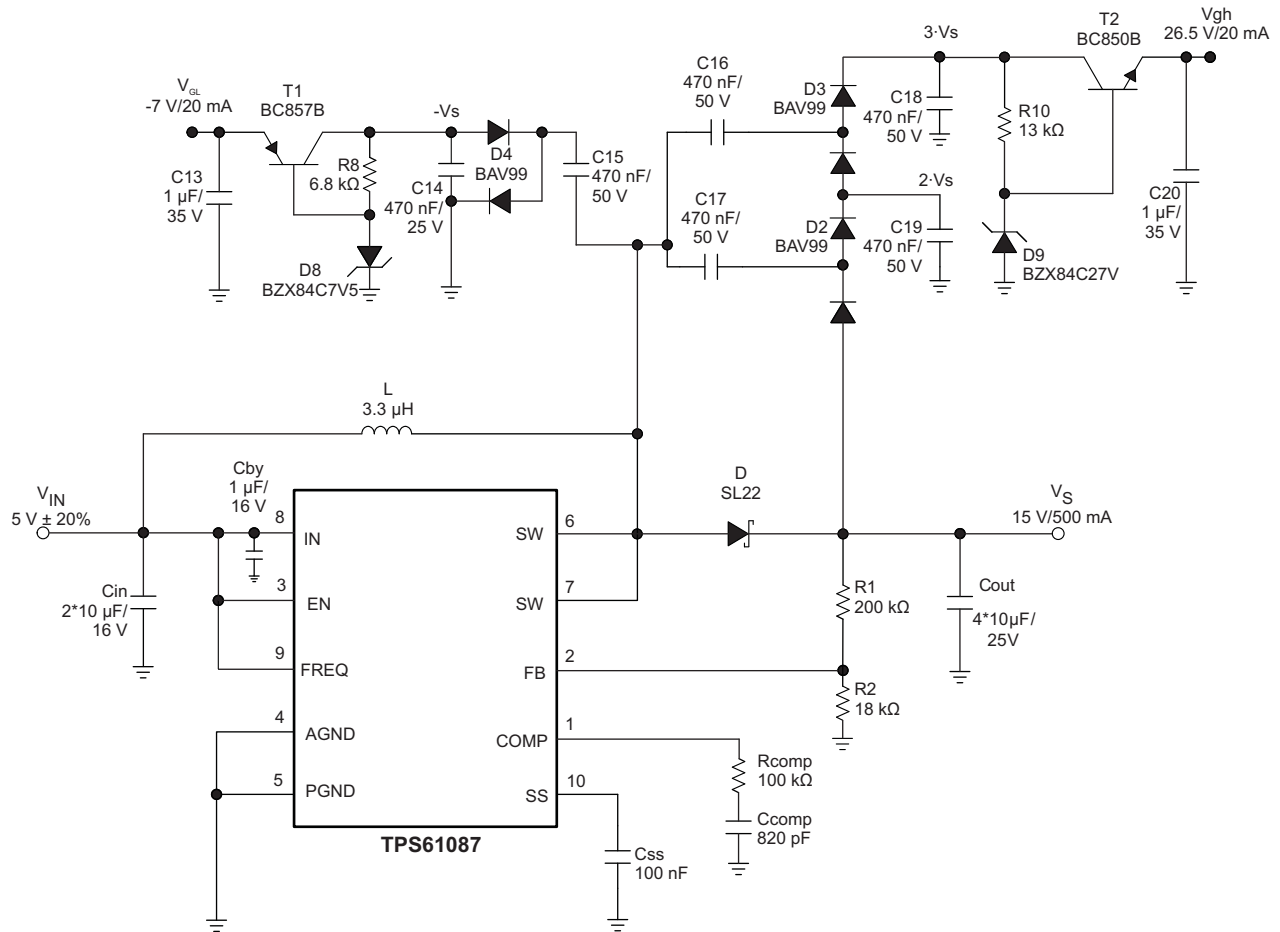 T2
BC850B
Vgh
26.5 V/20 mA
3·Vs
C16
470 nF/
50 V
D3
BAV99
C18
470 nF/
50 V
R10
13 kΩ
VGL
-7 V/20 mA
T1
BC857B
-Vs
D4
BAV99
C15
470 nF/
50 V
R8
6.8 kΩ
C13
1 µF/
35 V
C14
470 nF/
25 V
C17
470 nF/
50 V
2·Vs
D2
BAV99
C19
470 nF/
50 V
C20
1 µF/
35 V
D9
BZX84C27V
D8
BZX84C7V5
L
3.3 µH
Cby
1 µF/
16 V
VIN
5 V ± 20%
D
SL22
VS
15 V/500 mA
8
IN
SW
6
3
EN
SW
7
Cin
2*10 µF/
16 V
R1
200 kΩ
Cout
4*10µF/
25V
9
FREQ
FB
2
R2
18 kΩ
4
AGND
COMP
1
Rcomp
100 kΩ
5
PGND
SS
10
Ccomp
820 pF
TPS61087
Css
100 nF